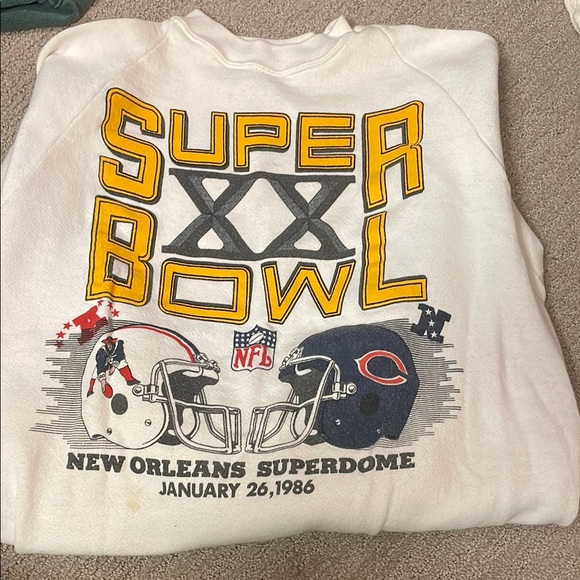 SUPER
XX
BOWL
A N
NFL
C
NEW ORLEANS SUPERDOME
JANUARY 26, 1986